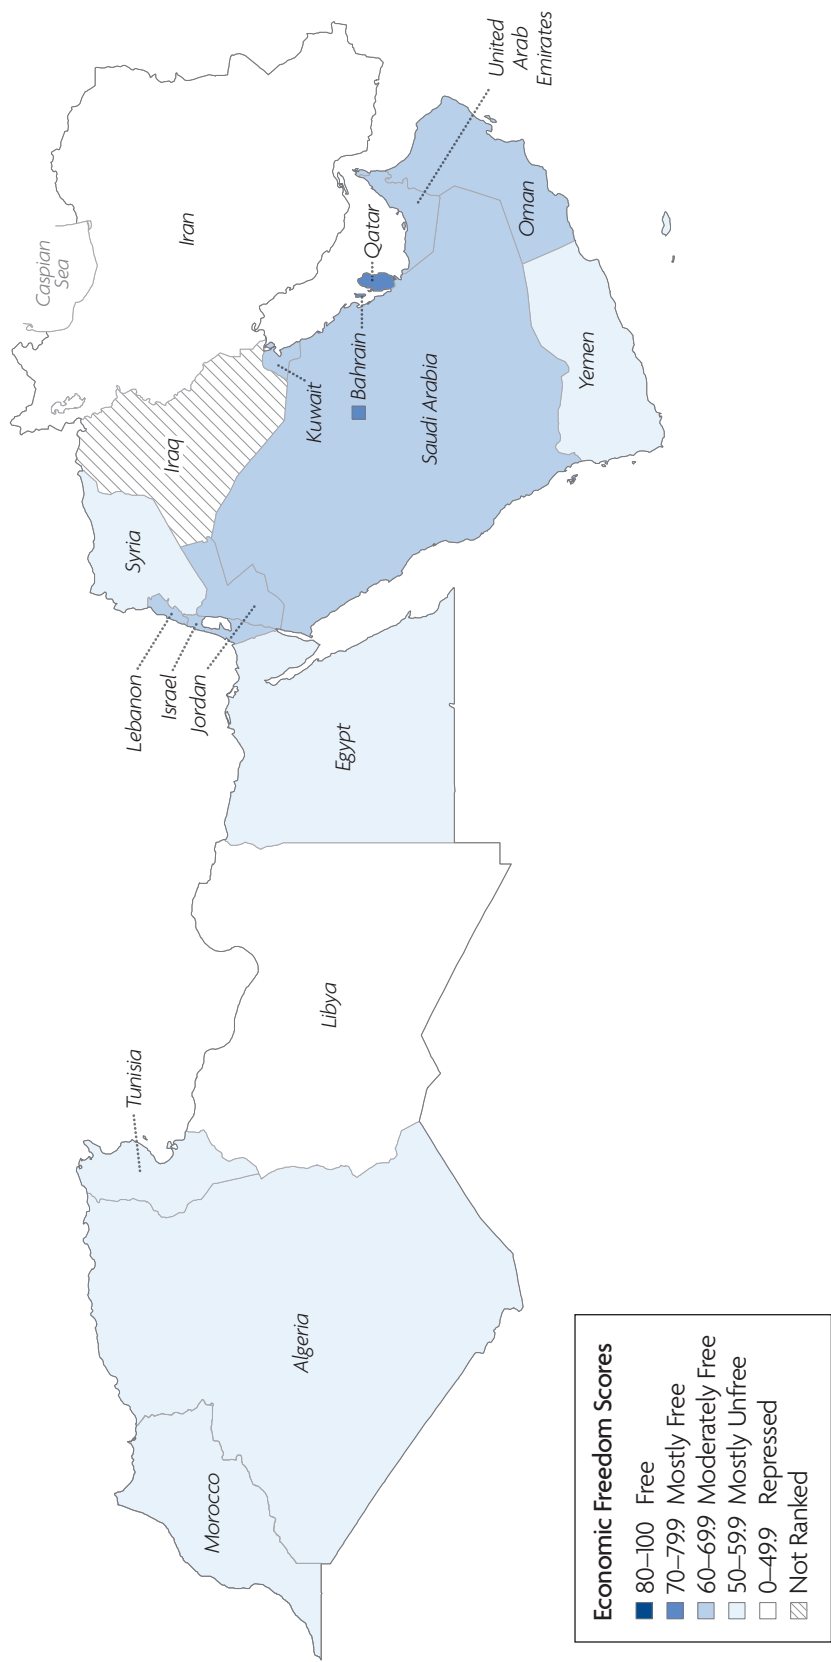 Morocco
Algeria
Tunisia
Libya
Egypt
Lebanon
Israel
Jordan
Syria
Iraq
Kuwait
Bahrain
Saudi Arabia
Yemen
Qatar
Oman
Iran
Caspian
Sea
United
Arab
Emirates
Economic Freedom Scores
80–100 Free
70–79.9 Mostly Free
60–69.9 Moderately Free
50–59.9 Mostly Unfree
0–49.9 Repressed
Not Ranked